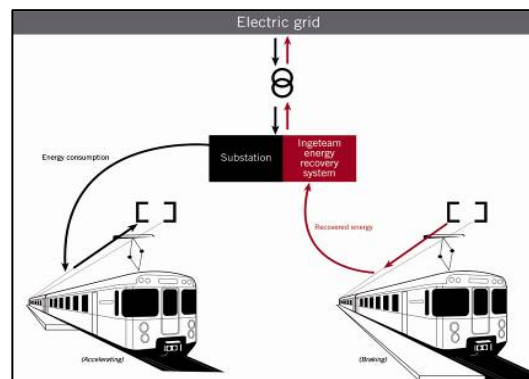 Electric grid
Substation
Ingeteam
energy
recovery
system
Energy consumption
Recovered energy
(Accelerating)
(Braking)